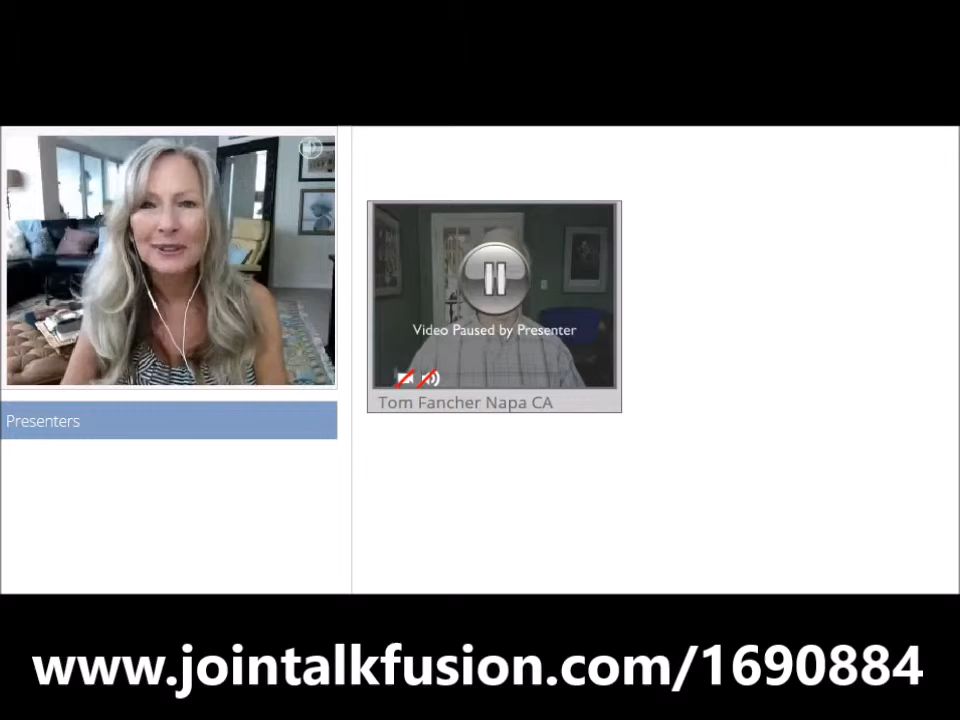 Video Paused by Presenter
Tom Fancher Napa CA
Presenters
www.jointalkfusion.com/1690884